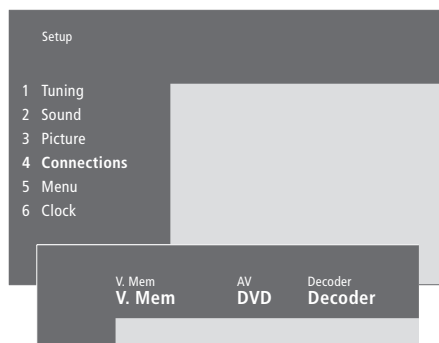 Setup
1 Tuning
2 Sound
3 Picture
4 Connections
5 Menu
6 Clock
V. Mem AV Decoder
V. Mem DVD Decoder